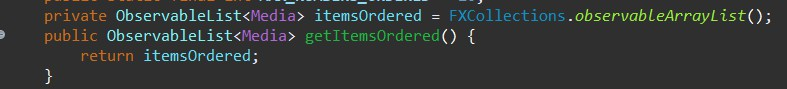 private ObservableList<Media> itemsOrdered = FXCollections.observableArrayList();
public ObservableList<Media> getItemsOrdered() {
return itemsOrdered;
}